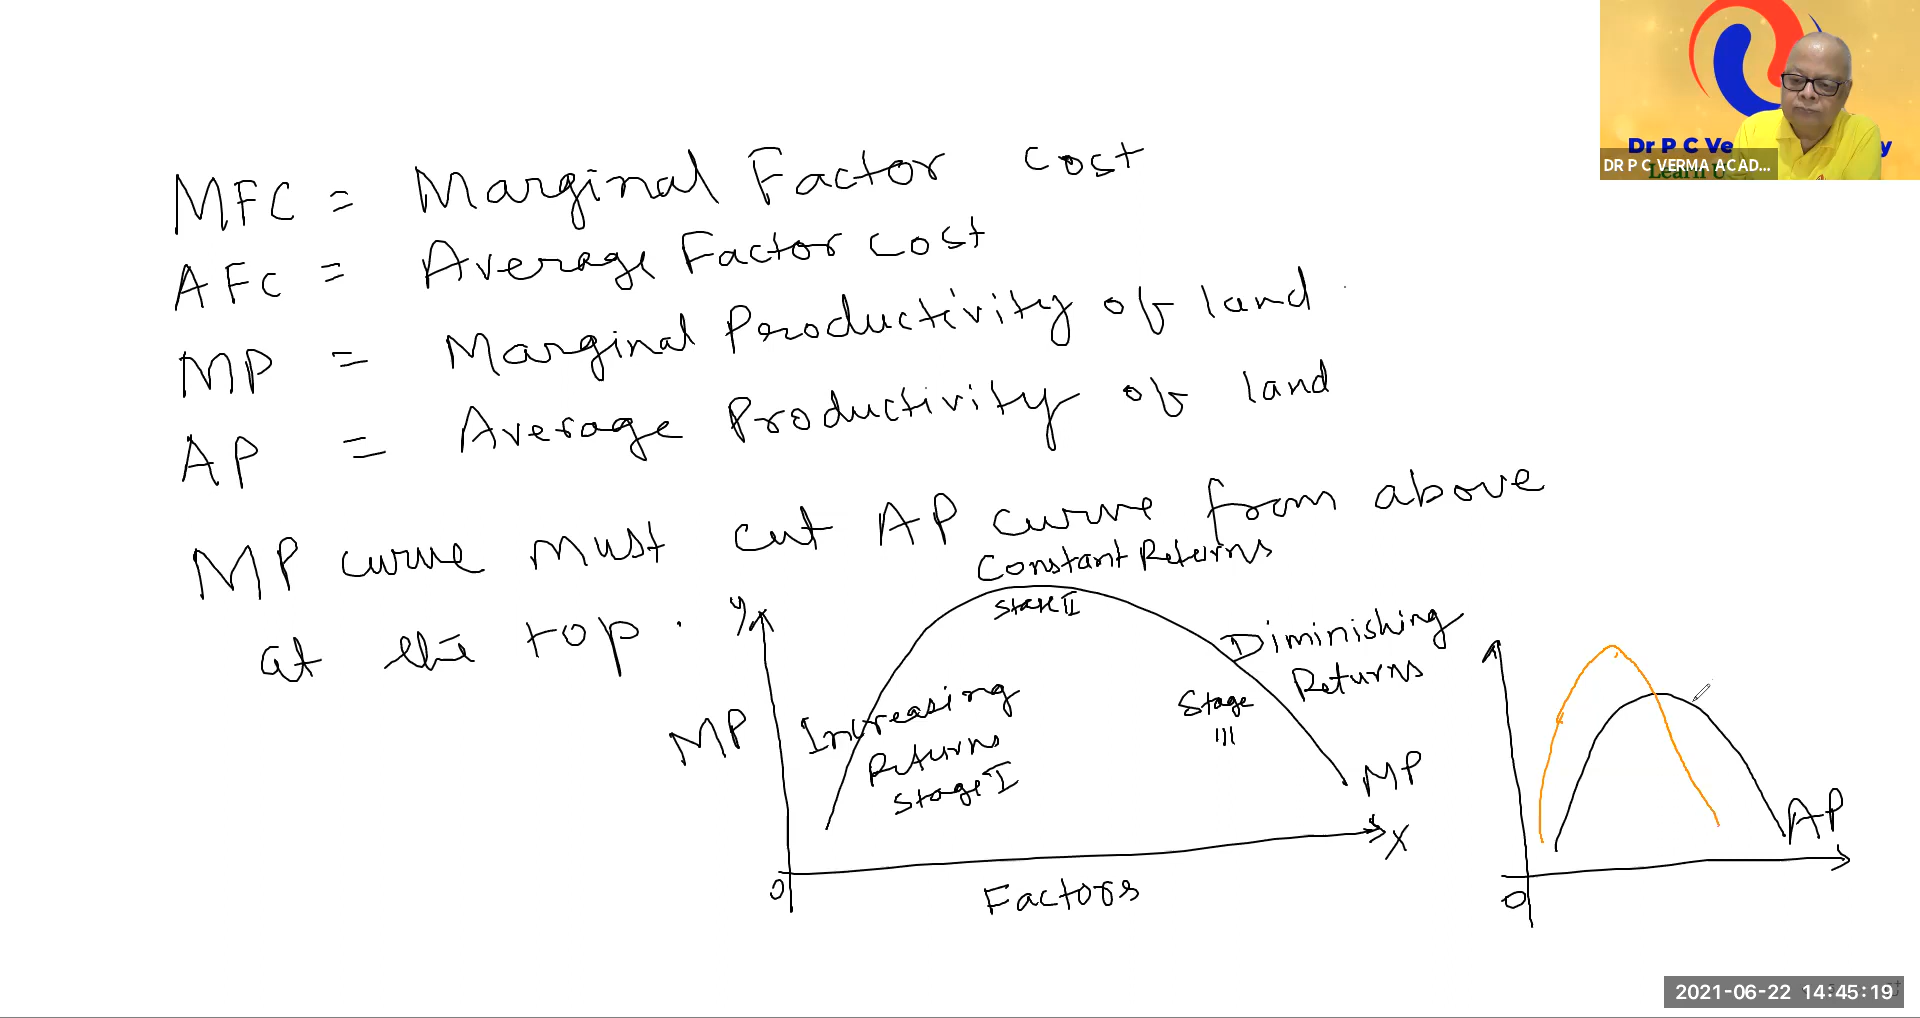 Dr P C Ve
y
DR P C VERMA ACAD...
Learn U
MFC = Marginal Factor cost
AFC = Average Factor cost
MP = Marginal Productivity of land
AP = Average Productivity of land
MP curve must cut AP curve from above
at the top.
Constant Returns
Stage II
Y
MP
Increasing
Returns
Stage I
Diminishing
Returns
Stage
III
MP
X
O
Factors
AP
O
2021-06-22 14:45:19